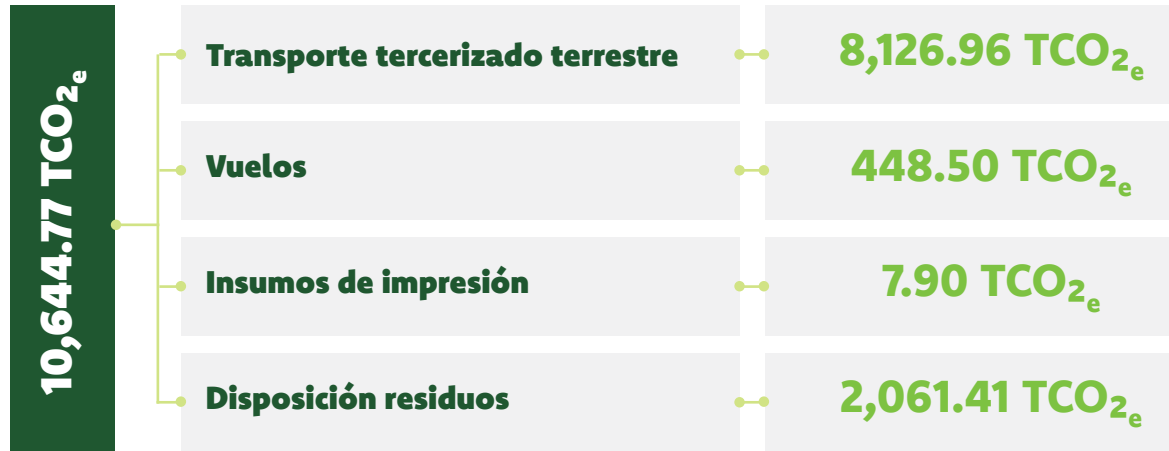 10,644.77 TCO₂ₑ
Transporte tercerizado terrestre
8,126.96 TCO₂ₑ
Vuelos
448.50 TCO₂ₑ
Insumos de impresión
7.90 TCO₂ₑ
Disposición residuos
2,061.41 TCO₂ₑ